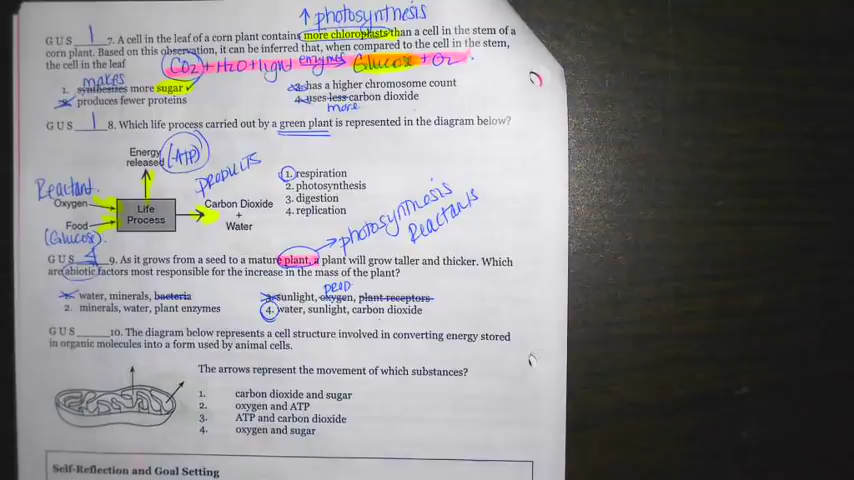 ↑ photosynthesis
G U S 1 7. A cell in the leaf of a corn plant contains more chloroplasts than a cell in the stem of a
corn plant. Based on this observation, it can be inferred that, when compared to the cell in the stem,
the cell in the leaf
CO2 + H2O + light enzymes → Glucose + O2.
makes
1. synthesizes more sugar ✓ 3. has a higher chromosome count
2. produces fewer proteins 4. uses less carbon dioxide
more
G U S 1 8. Which life process carried out by a green plant is represented in the diagram below?
Energy
released (-ATP)
PRODUCTS
1. respiration
2. photosynthesis
3. digestion
4. replication
Reactant.
Oxygen
Food
(Glucose).
Life
Process
Carbon Dioxide
+
Water
photosynthesis
Reactants
G U S 4 9. As it grows from a seed to a mature plant, a plant will grow taller and thicker. Which
are abiotic factors most responsible for the increase in the mass of the plant?
prod
1. water, minerals, bacteria 3. sunlight, oxygen, plant receptors
2. minerals, water, plant enzymes 4. water, sunlight, carbon dioxide
G U S ____10. The diagram below represents a cell structure involved in converting energy stored
in organic molecules into a form used by animal cells.
The arrows represent the movement of which substances?
1. carbon dioxide and sugar
2. oxygen and ATP
3. ATP and carbon dioxide
4. oxygen and sugar
Self-Reflection and Goal Setting